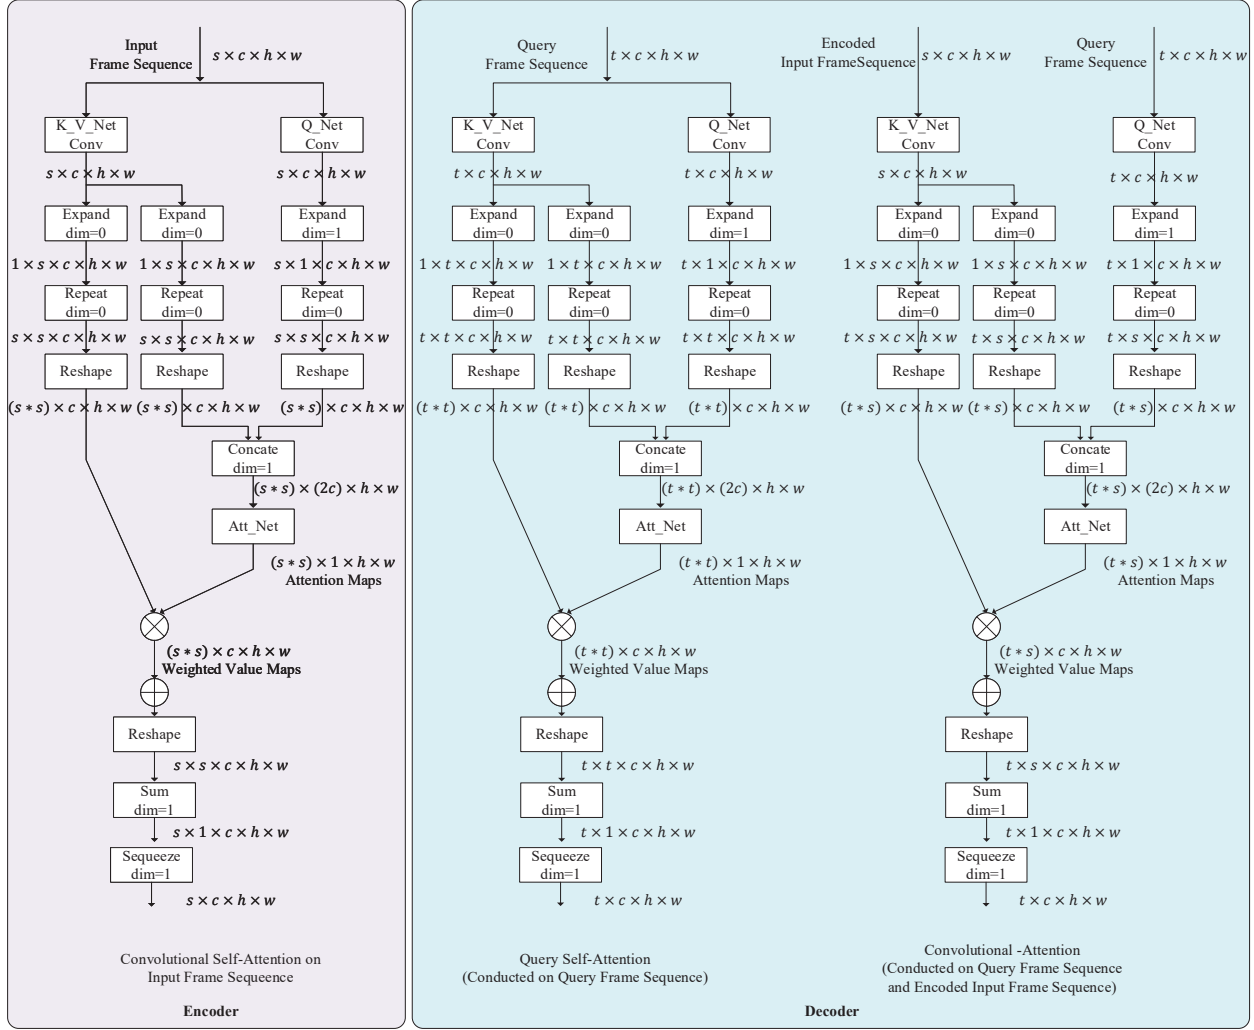 Input
Frame Sequence
s × c × h × w
K_V_Net
Conv
Q_Net
Conv
s × c × h × w
s × c × h × w
Expand
dim=0
Expand
dim=0
Expand
dim=1
1 × s × c × h × w
1 × s × c × h × w
s × 1 × c × h × w
Repeat
dim=0
Repeat
dim=0
Repeat
dim=0
s × s × c × h × w
s × s × c × h × w
s × s × c × h × w
Reshape
Reshape
Reshape
(s ∗ s) × c × h × w
(s ∗ s) × c × h × w
(s ∗ s) × c × h × w
Concate
dim=1
(s ∗ s) × (2c) × h × w
Att_Net
(s ∗ s) × 1 × h × w
Attention Maps
(s ∗ s) × c × h × w
Weighted Value Maps
Reshape
s × s × c × h × w
Sum
dim=1
s × 1 × c × h × w
Sequeeze
dim=1
s × c × h × w
Convolutional Self-Attention on
Input Frame Sequeence
Encoder
Query
Frame Sequence
t × c × h × w
K_V_Net
Conv
Q_Net
Conv
t × c × h × w
t × c × h × w
Expand
dim=0
Expand
dim=0
Expand
dim=1
1 × t × c × h × w
1 × t × c × h × w
t × 1 × c × h × w
Repeat
dim=0
Repeat
dim=0
Repeat
dim=0
t × t × c × h × w
t × t × c × h × w
t × t × c × h × w
Reshape
Reshape
Reshape
(t ∗ t) × c × h × w
(t ∗ t) × c × h × w
(t ∗ t) × c × h × w
Concate
dim=1
(t ∗ t) × (2c) × h × w
Att_Net
(t ∗ t) × 1 × h × w
Attention Maps
(t ∗ t) × c × h × w
Weighted Value Maps
Reshape
t × t × c × h × w
Sum
dim=1
t × 1 × c × h × w
Sequeeze
dim=1
t × c × h × w
Query Self-Attention
(Conducted on Query Frame Sequence)
Encoded
Input FrameSequence
s × c × h × w
Query
Frame Sequence
t × c × h × w
K_V_Net
Conv
Q_Net
Conv
s × c × h × w
t × c × h × w
Expand
dim=0
Expand
dim=0
Expand
dim=1
1 × s × c × h × w
1 × s × c × h × w
t × 1 × c × h × w
Repeat
dim=0
Repeat
dim=0
Repeat
dim=0
t × s × c × h × w
t × s × c × h × w
t × s × c × h × w
Reshape
Reshape
Reshape
(t ∗ s) × c × h × w
(t ∗ s) × c × h × w
(t ∗ s) × c × h × w
Concate
dim=1
(t ∗ s) × (2c) × h × w
Att_Net
(t ∗ s) × 1 × h × w
Attention Maps
(t ∗ s) × c × h × w
Weighted Value Maps
Reshape
t × s × c × h × w
Sum
dim=1
t × 1 × c × h × w
Sequeeze
dim=1
t × c × h × w
Convolutional -Attention
(Conducted on Query Frame Sequence
and Encoded Input Frame Sequence)
Decoder